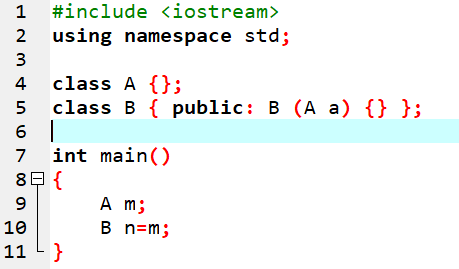 1 #include <iostream>
2 using namespace std;
3
4 class A {};
5 class B { public: B (A a) {} };
6
7 int main()
8 {
9     A m;
10     B n=m;
11 }